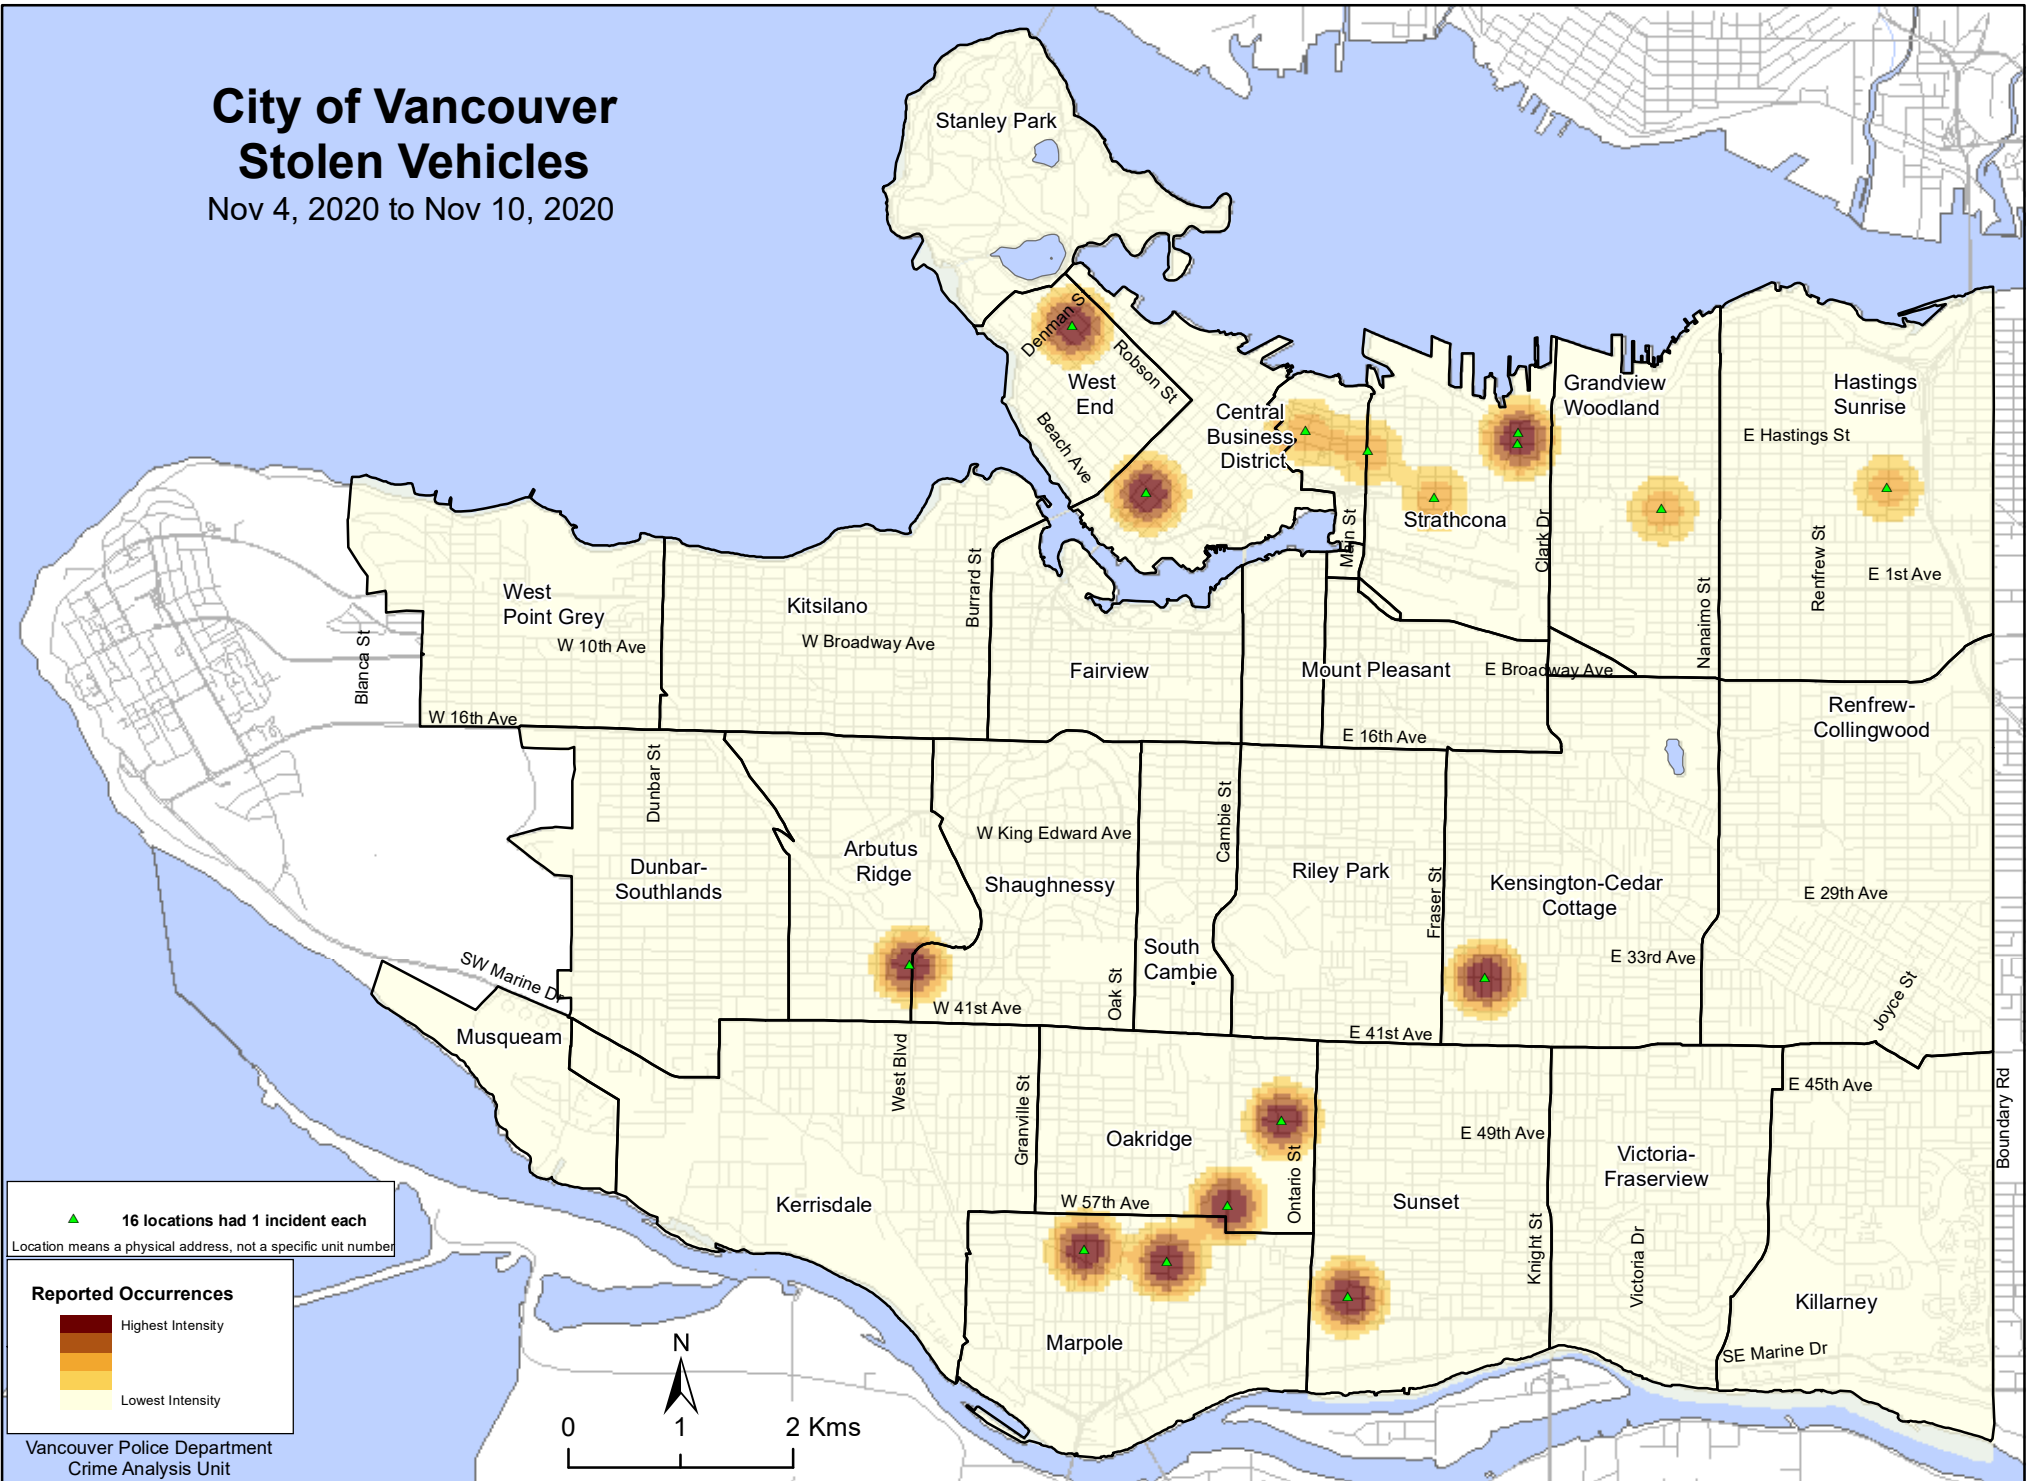 City of Vancouver
Stolen Vehicles
Nov 4, 2020 to Nov 10, 2020
Stanley Park
Denman S
Robson St
West
End
Beach Ave
Central
Business
District
Main St
Strathcona
Clark Dr
Grandview
Woodland
Hastings
Sunrise
E Hastings St
Nanaimo St
Renfrew St
E 1st Ave
West
Point Grey
W 10th Ave
Blanca St
W 16th Ave
Kitsilano
W Broadway Ave
Burrard St
Fairview
Mount Pleasant
E Broadway Ave
E 16th Ave
Renfrew-
Collingwood
Dunbar St
Dunbar-
Southlands
Arbutus
Ridge
W King Edward Ave
Shaughnessy
Cambie St
South
Cambie
Oak St
W 41st Ave
Riley Park
Fraser St
Kensington-Cedar
Cottage
E 29th Ave
E 33rd Ave
Joyce St
E 41st Ave
SW Marine Dr
Musqueam
West Blvd
Granville St
Kerrisdale
Oakridge
W 57th Ave
Ontario St
E 49th Ave
Sunset
Knight St
Victoria-
Fraserview
Victoria Dr
E 45th Ave
Boundary Rd
Killarney
SE Marine Dr
Marpole
16 locations had 1 incident each
Location means a physical address, not a specific unit number
Reported Occurrences
Highest Intensity
Lowest Intensity
Vancouver Police Department
Crime Analysis Unit
N
0 1 2 Kms